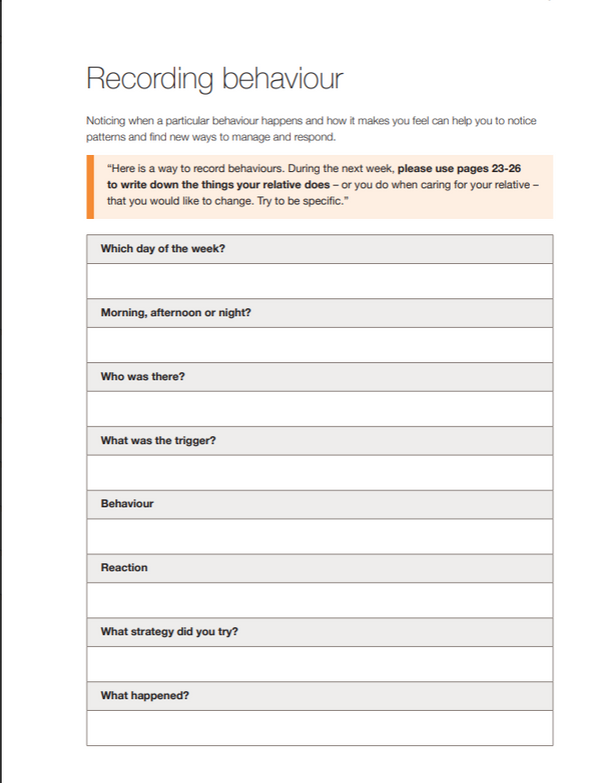 Recording behaviour
Noticing when a particular behaviour happens and how it makes you feel can help you to notice
patterns and find new ways to manage and respond.
“Here is a way to record behaviours. During the next week, please use pages 23-26
to write down the things your relative does – or you do when caring for your relative –
that you would like to change. Try to be specific.”
Which day of the week?
Morning, afternoon or night?
Who was there?
What was the trigger?
Behaviour
Reaction
What strategy did you try?
What happened?